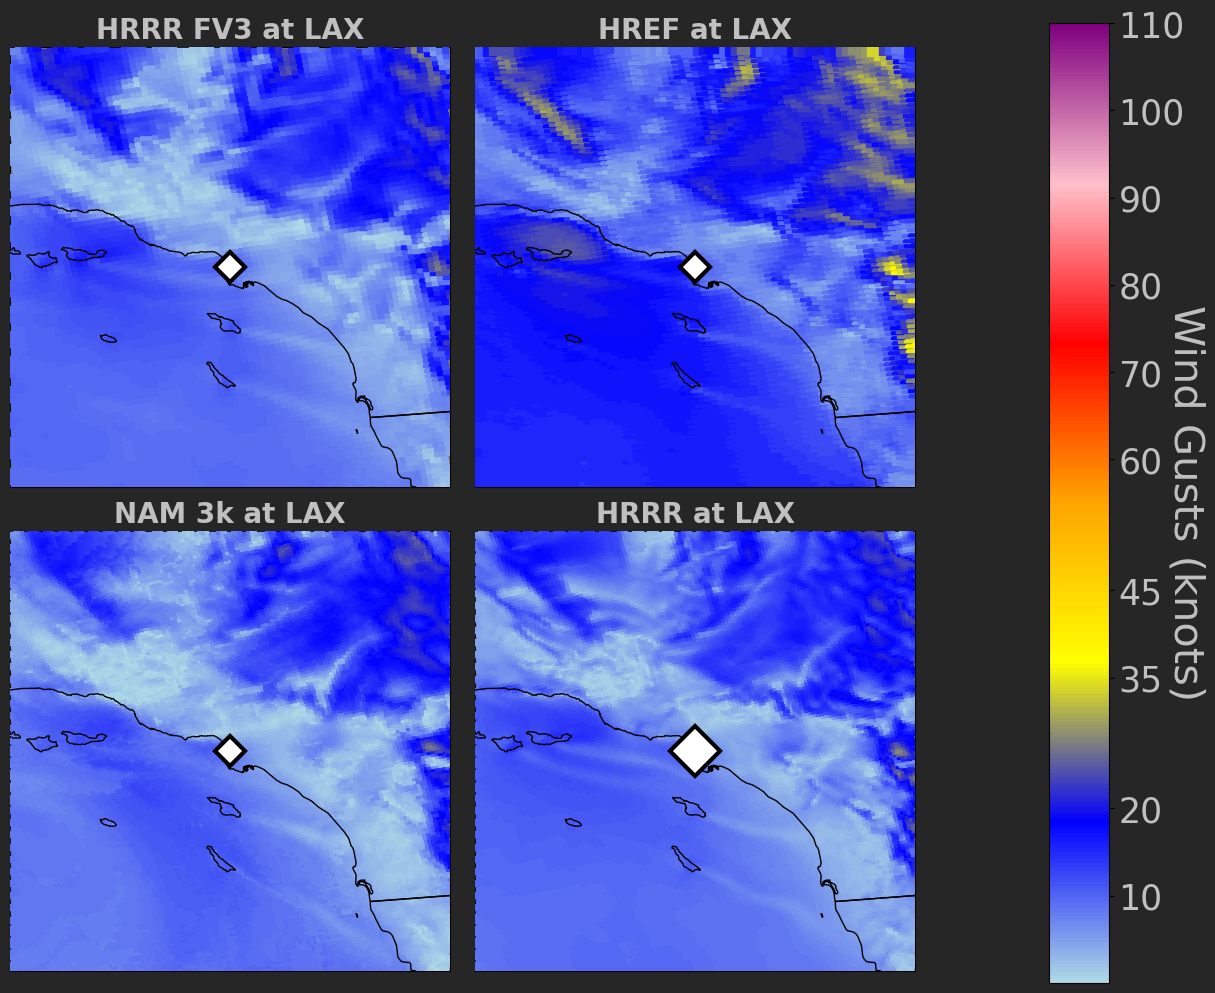 HRRR FV3 at LAX
HREF at LAX
NAM 3k at LAX
HRRR at LAX
110
100
90
80
70
60
45
35
20
10
Wind Gusts (knots)